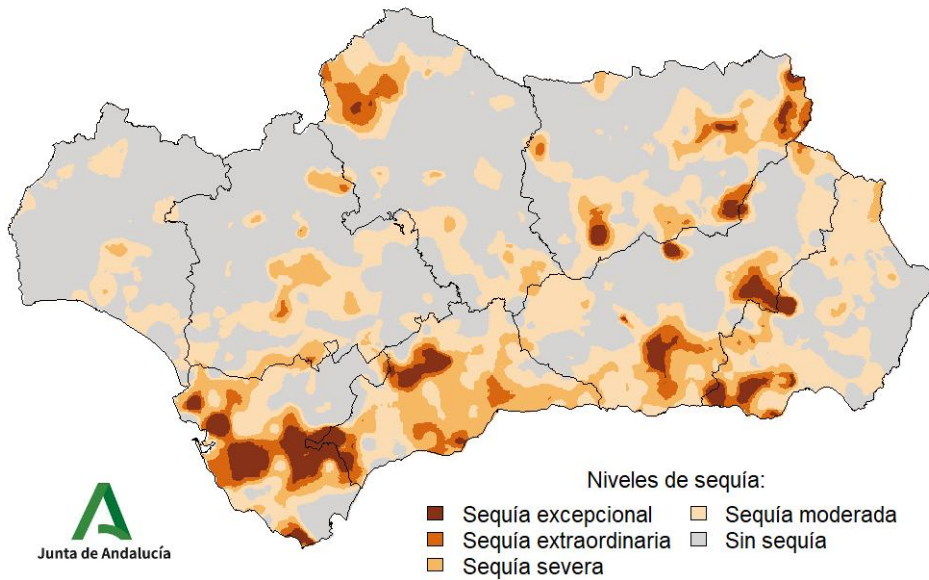 Niveles de sequía:
Sequía excepcional
Sequía extraordinaria
Sequía severa
Sequía moderada
Sin sequía
Junta de Andalucía